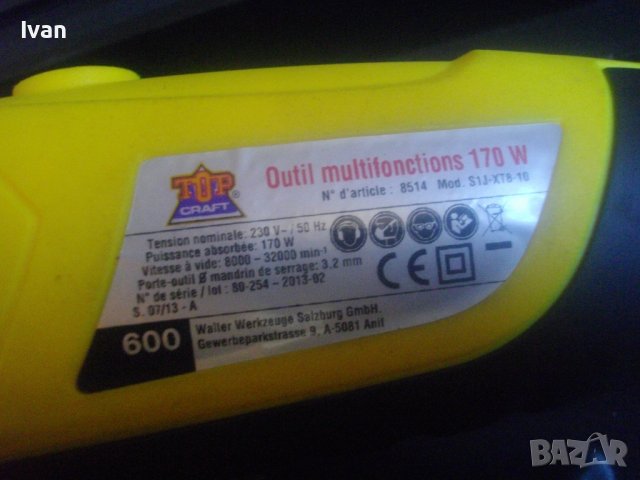 Ivan
TOP
CRAFT
Outil multifonctions 170 W
N° d'article : 8514 Mod. S1J-XT8-10
Tension nominale: 230 V~ / 50 Hz
Puissance absorbée: 170 W
Vitesse à vide: 8000 – 32000 min⁻¹
Porte-outil Ø mandrin de serrage: 3.2 mm
N° de série / lot : 80-254 - 2013-02
S. 07/13 - A
CE
600
Walter Werkzeuge Salzburg GmbH.
Gewerbeparkstrasse 9, A-5081 Anif
BAZAR